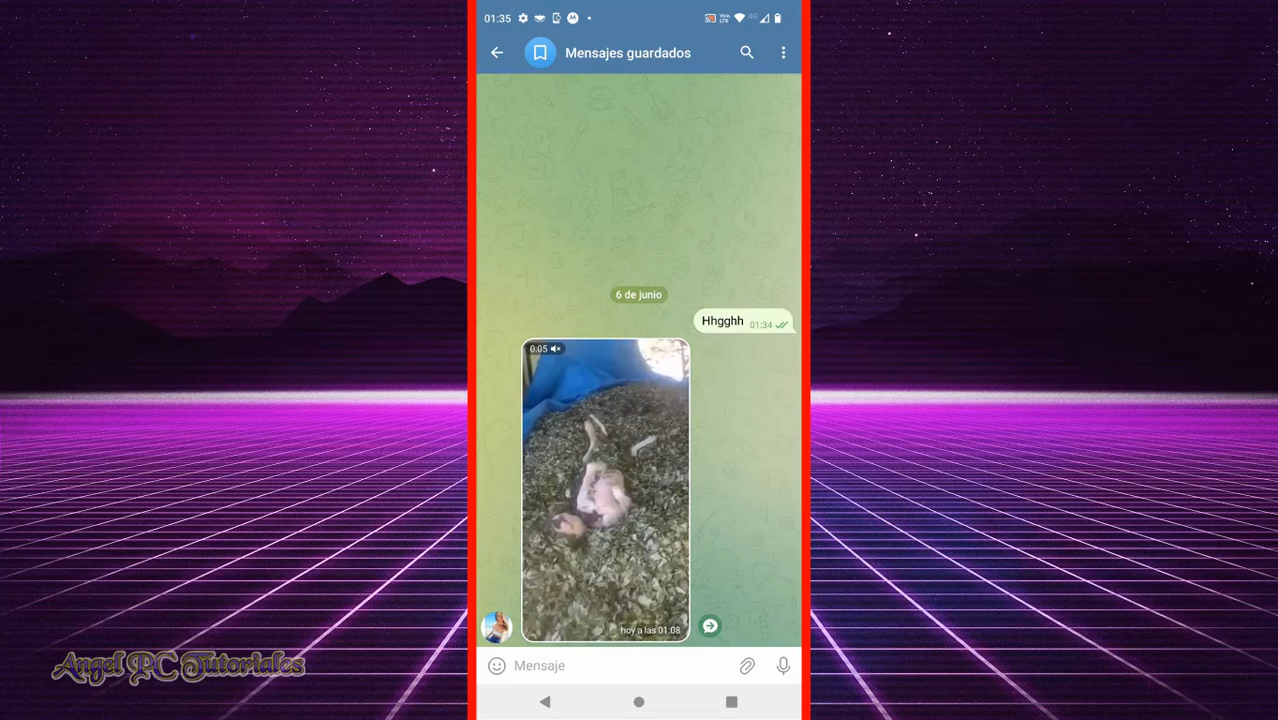 01:35
4G
Mensajes guardados
6 de junio
Hhgghh 01:34
0:05
hoy a las 01:08
Mensaje
Angel PC Tutoriales